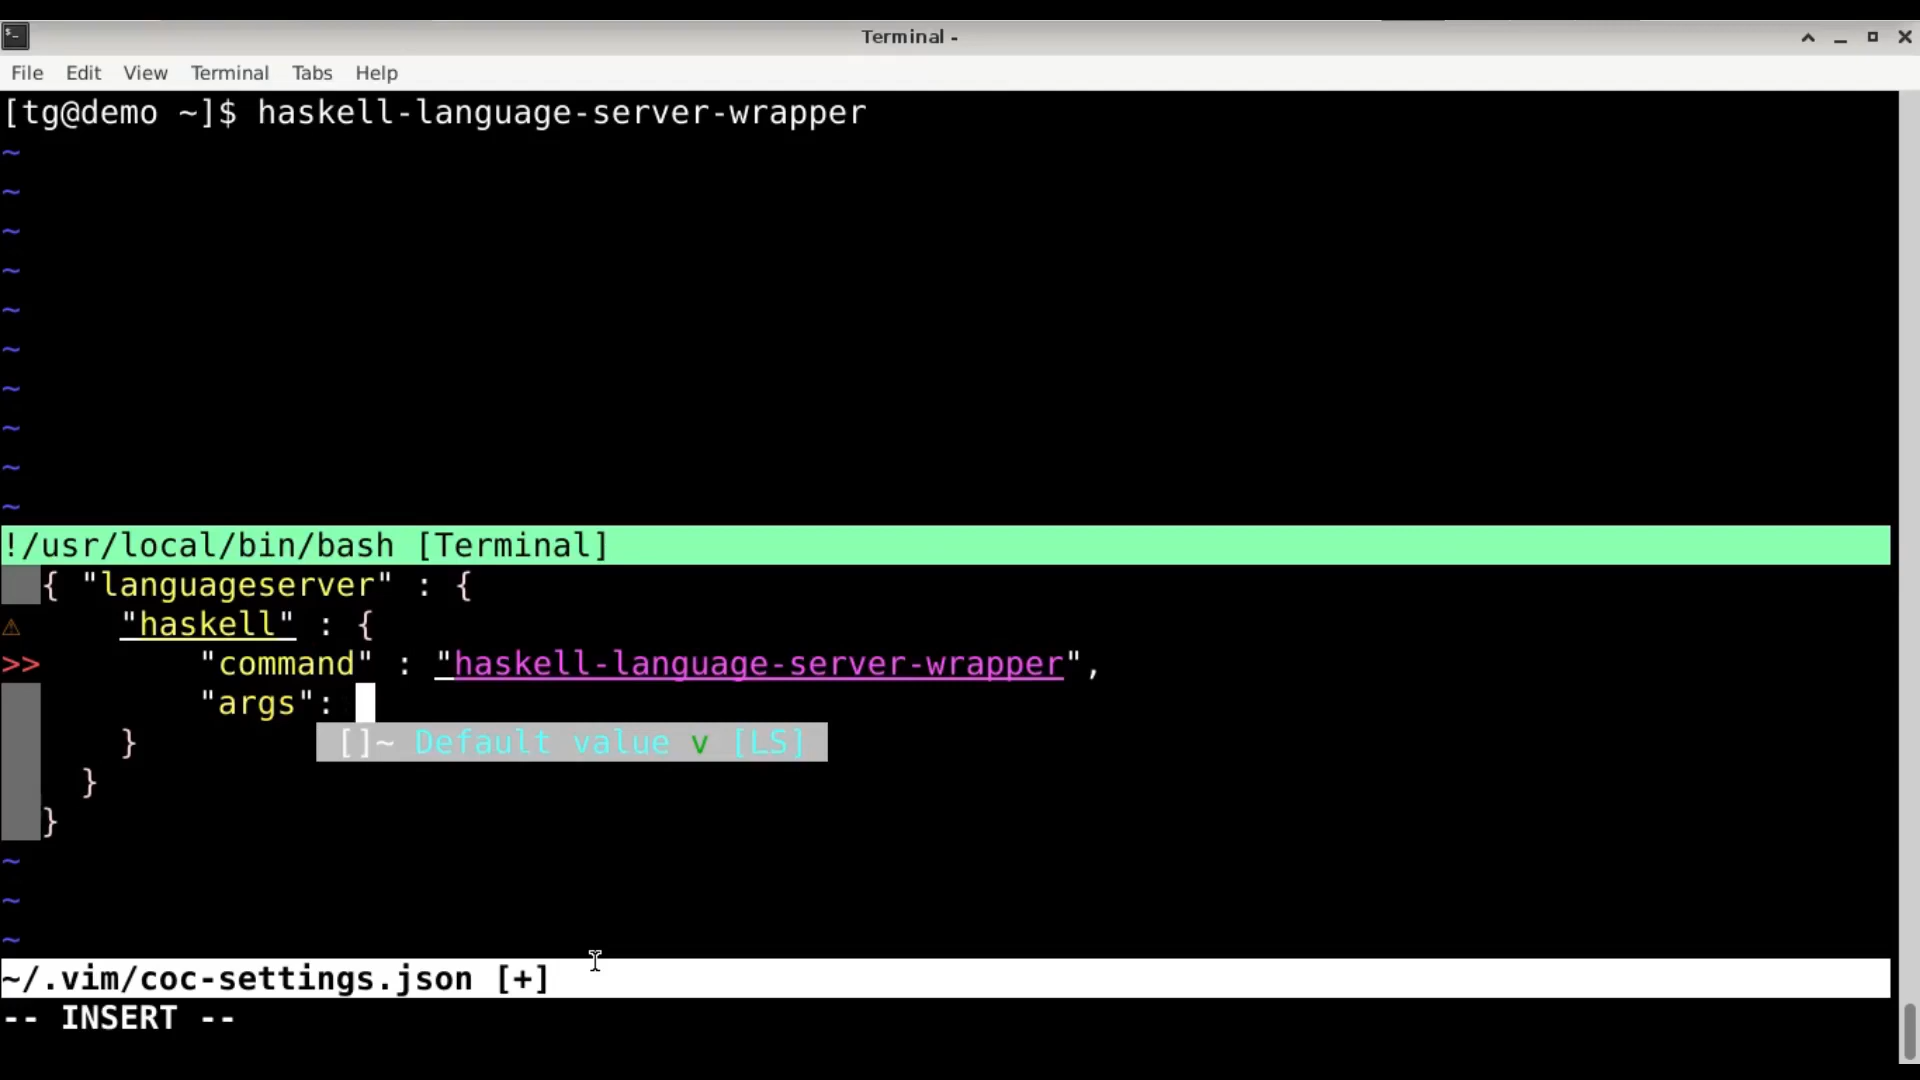 Terminal -
File Edit View Terminal Tabs Help
[tg@demo ~]$ haskell-language-server-wrapper
~
~
~
~
~
~
~
~
~
~
!/usr/local/bin/bash [Terminal]
{ "languageserver" : {
⚠ "haskell" : {
>> "command" : "haskell-language-server-wrapper",
"args":
} []~ Default value v [LS]
}
}
~
~
~
~/.vim/coc-settings.json [+]
-- INSERT --